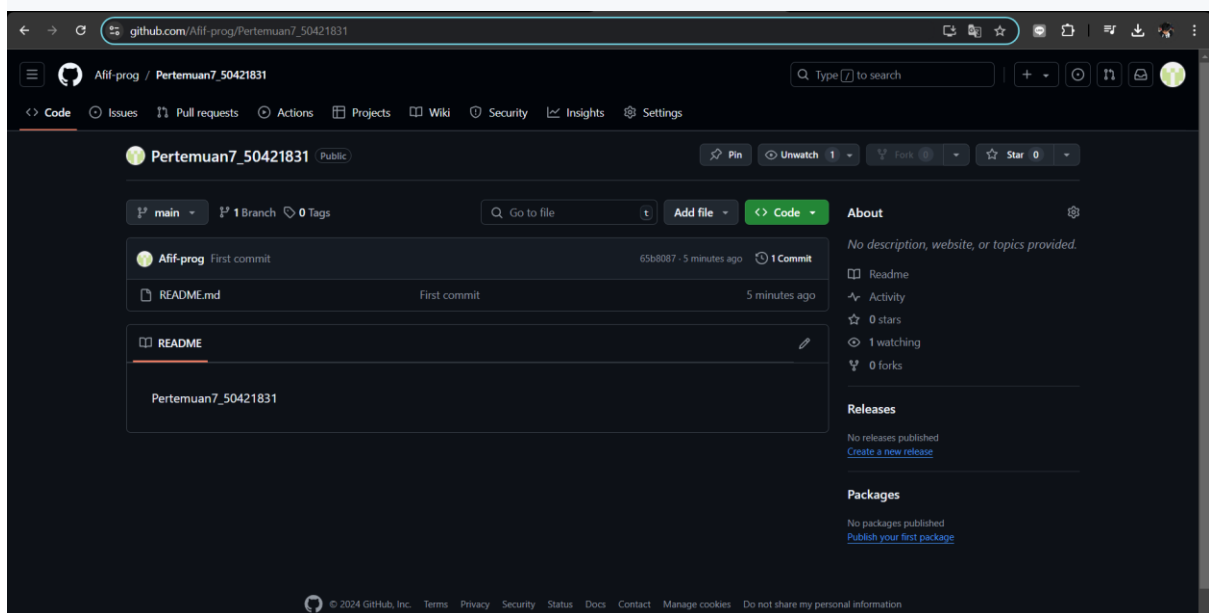 github.com/Afif-prog/Pertemuan7_50421831
Afif-prog / Pertemuan7_50421831
Type / to search
Code Issues Pull requests Actions Projects Wiki Security Insights Settings
Pertemuan7_50421831 Public
Pin Unwatch 1 Fork 0 Star 0
main 1 Branch 0 Tags
Go to file t Add file Code
Afif-prog First commit 65b8087 · 5 minutes ago 1 Commit
README.md First commit 5 minutes ago
README
Pertemuan7_50421831
About
No description, website, or topics provided.
Readme
Activity
0 stars
1 watching
0 forks
Releases
No releases published
Create a new release
Packages
No packages published
Publish your first package
© 2024 GitHub, Inc. Terms Privacy Security Status Docs Contact Manage cookies Do not share my personal information